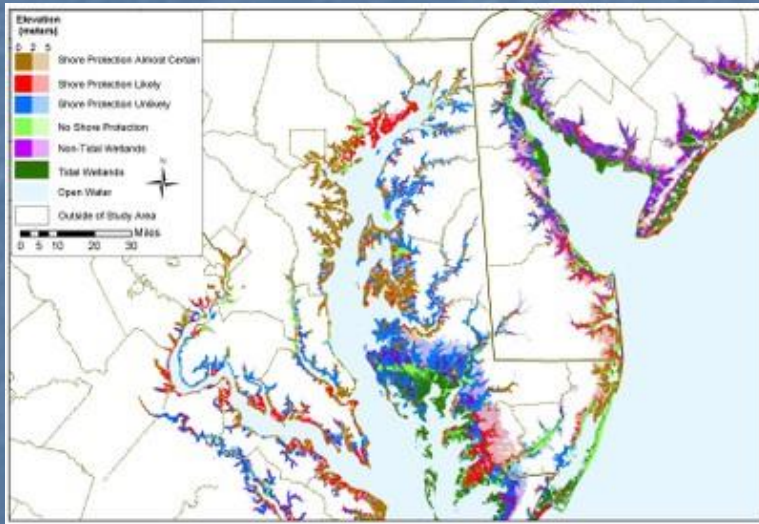 Elevation
(meters)
0 2 5
Shore Protection Almost Certain
Shore Protection Likely
Shore Protection Unlikely
No Shore Protection
Non-Tidal Wetlands
Tidal Wetlands
Open Water
Outside of Study Area
N
Miles
0 5 10 20 30